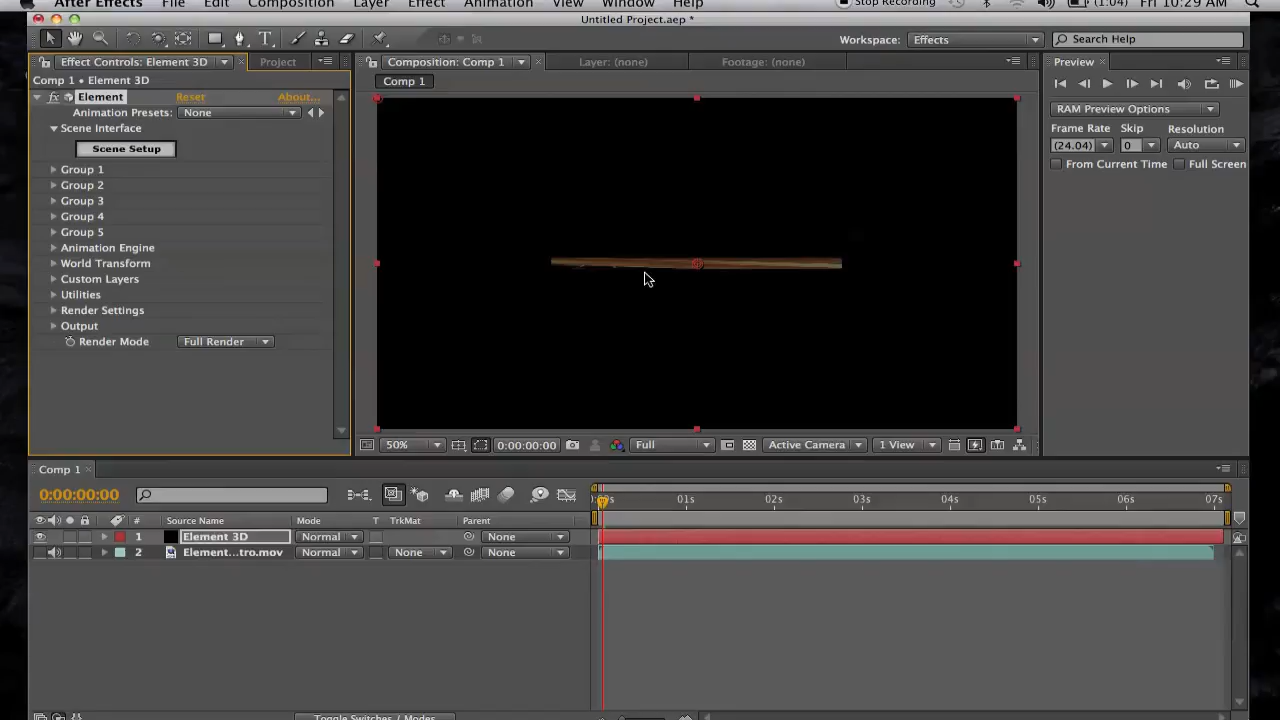 After Effects File Edit Composition Layer Effect Animation View Window Help Stop Recording (1:04) Fri 10:29 AM
Untitled Project.aep *
T Workspace: Effects Search Help
Effect Controls: Element 3D Project Composition: Comp 1 Layer: (none) Footage: (none) Preview
Comp 1 • Element 3D Comp 1
fx Element Reset About...
Animation Presets: None RAM Preview Options
Scene Interface Frame Rate Skip Resolution
Scene Setup (24.04) 0 Auto
Group 1 From Current Time Full Screen
Group 2
Group 3
Group 4
Group 5
Animation Engine
World Transform
Custom Layers
Utilities
Render Settings
Output
Render Mode Full Render
50% 0:00:00:00 Full Active Camera 1 View
Comp 1
0:00:00:00 01s 02s 03s 04s 05s 06s 07s
# Source Name Mode T TrkMat Parent
1 Element 3D Normal None
2 Element...tro.mov Normal None None
Toggle Switches / Modes